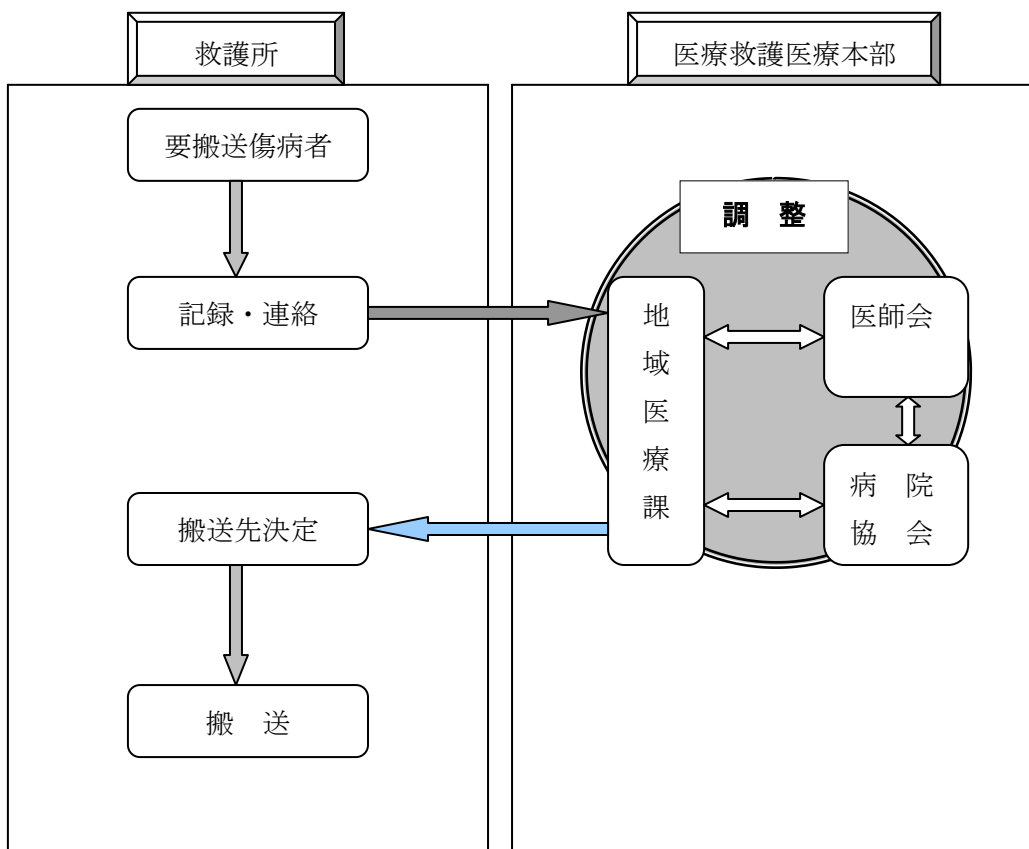 救護所
医療救護医療本部
要搬送傷病者
調　整
記録・連絡
地
域
医
療
課
医師会
搬送先決定
病　院
協　会
搬　送